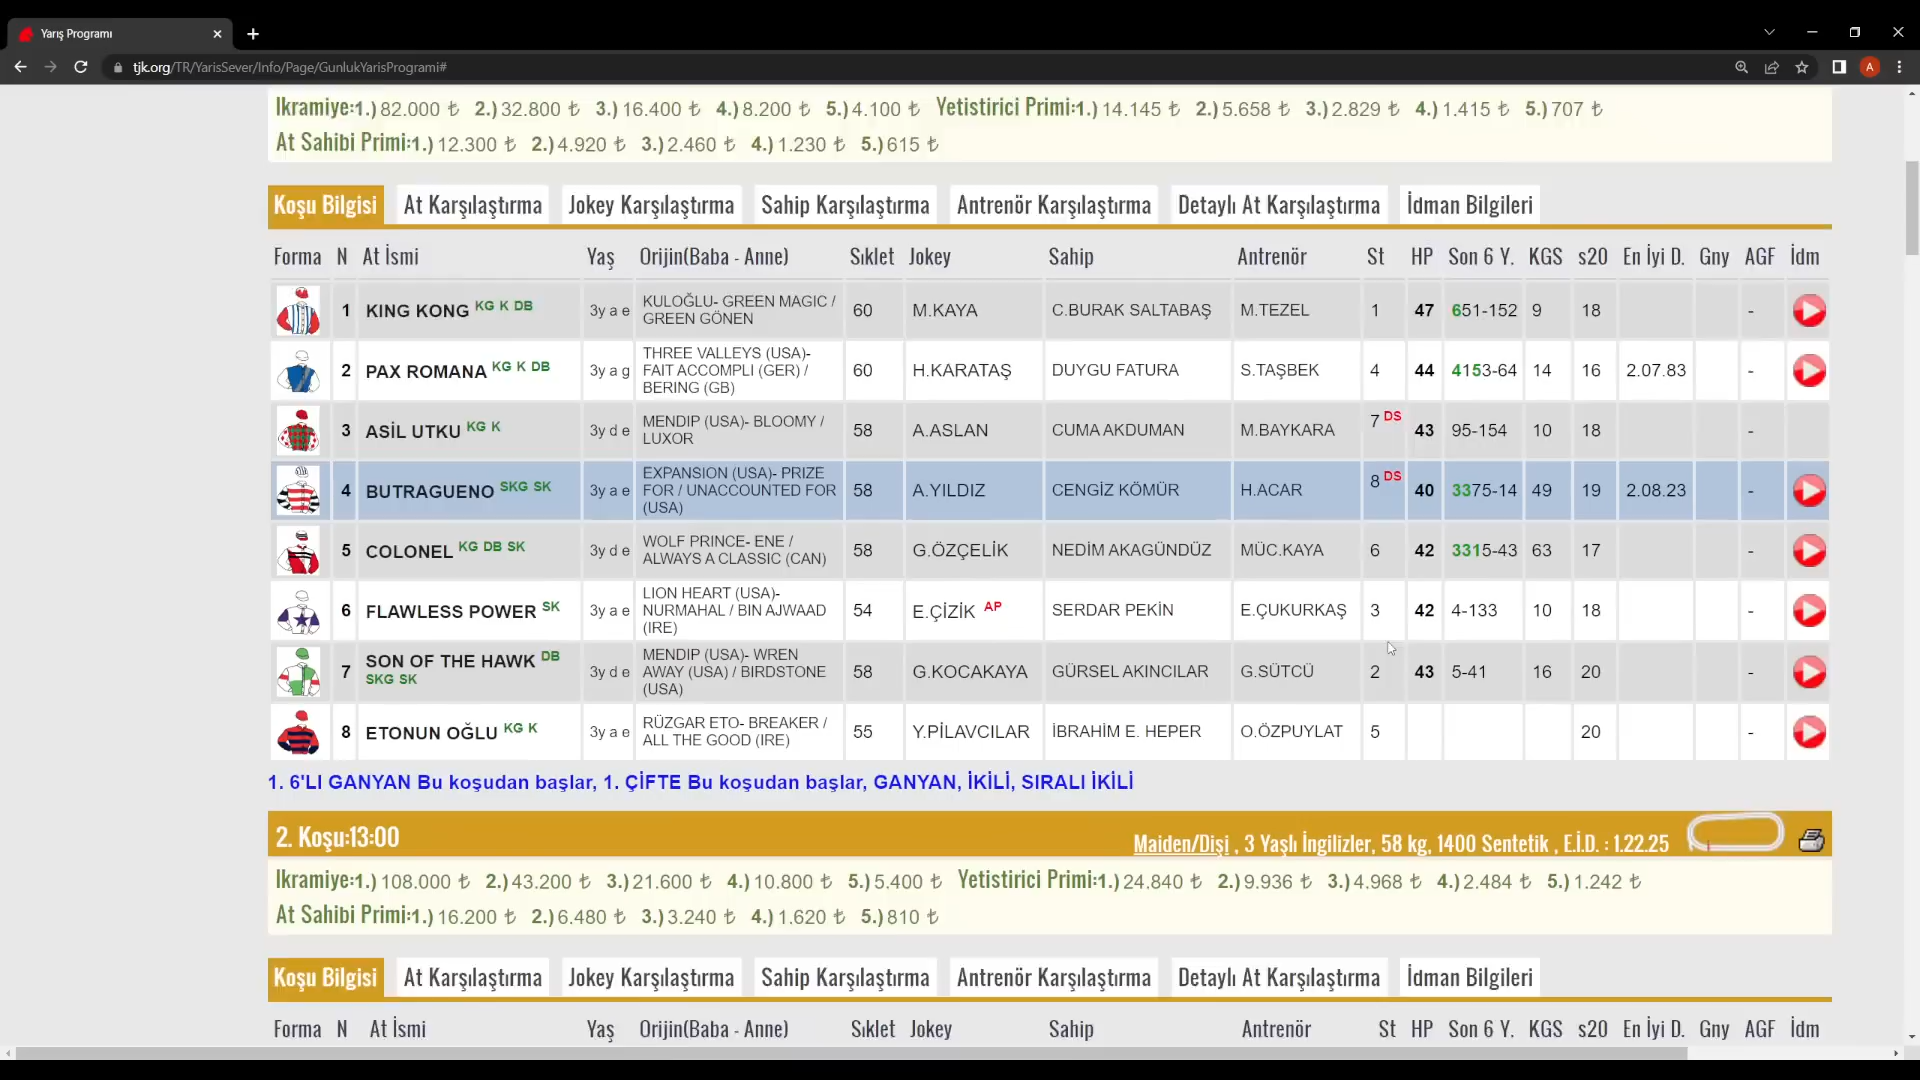 Yarış Programı
tjk.org/TR/YarisSever/Info/Page/GunlukYarisProgrami#
A
İkramiye:1.) 82.000 ₺ 2.) 32.800 ₺ 3.) 16.400 ₺ 4.) 8.200 ₺ 5.) 4.100 ₺ Yetistirici Primi:1.) 14.145 ₺ 2.) 5.658 ₺ 3.) 2.829 ₺ 4.) 1.415 ₺ 5.) 707 ₺
At Sahibi Primi:1.) 12.300 ₺ 2.) 4.920 ₺ 3.) 2.460 ₺ 4.) 1.230 ₺ 5.) 615 ₺
Koşu Bilgisi At Karşılaştırma Jokey Karşılaştırma Sahip Karşılaştırma Antrenör Karşılaştırma Detaylı At Karşılaştırma İdman Bilgileri
Forma N At İsmi Yaş Orijin(Baba - Anne) Sıklet Jokey Sahip Antrenör St HP Son 6 Y. KGS s20 En İyi D. Gny AGF İdm
1 KING KONG KG K DB 3y a e KULOĞLU- GREEN MAGIC / GREEN GÖNEN 60 M.KAYA C.BURAK SALTABAŞ M.TEZEL 1 47 651-152 9 18 -
2 PAX ROMANA KG K DB 3y a g THREE VALLEYS (USA)- FAIT ACCOMPLI (GER) / BERING (GB) 60 H.KARATAŞ DUYGU FATURA S.TAŞBEK 4 44 4153-64 14 16 2.07.83 -
3 ASİL UTKU KG K 3y d e MENDIP (USA)- BLOOMY / LUXOR 58 A.ASLAN CUMA AKDUMAN M.BAYKARA 7 DS 43 95-154 10 18 -
4 BUTRAGUENO SKG SK 3y a e EXPANSION (USA)- PRIZE FOR / UNACCOUNTED FOR (USA) 58 A.YILDIZ CENGİZ KÖMÜR H.ACAR 8 DS 40 3375-14 49 19 2.08.23 -
5 COLONEL KG DB SK 3y d e WOLF PRINCE- ENE / ALWAYS A CLASSIC (CAN) 58 G.ÖZÇELİK NEDİM AKAGÜNDÜZ MÜC.KAYA 6 42 3315-43 63 17 -
6 FLAWLESS POWER SK 3y a e LION HEART (USA)- NURMAHAL / BIN AJWAAD (IRE) 54 E.ÇİZİK AP SERDAR PEKİN E.ÇUKURKAŞ 3 42 4-133 10 18 -
7 SON OF THE HAWK DB SKG SK 3y d e MENDIP (USA)- WREN AWAY (USA) / BIRDSTONE (USA) 58 G.KOCAKAYA GÜRSEL AKINCILAR G.SÜTCÜ 2 43 5-41 16 20 -
8 ETONUN OĞLU KG K 3y a e RÜZGAR ETO- BREAKER / ALL THE GOOD (IRE) 55 Y.PİLAVCILAR İBRAHİM E. HEPER O.ÖZPUYLAT 5 20 -
1. 6'LI GANYAN Bu koşudan başlar, 1. ÇİFTE Bu koşudan başlar, GANYAN, İKİLİ, SIRALI İKİLİ
2. Koşu:13:00 Maiden/Dişi , 3 Yaşlı İngilizler, 58 kg, 1400 Sentetik , E.İ.D. : 1.22.25
İkramiye:1.) 108.000 ₺ 2.) 43.200 ₺ 3.) 21.600 ₺ 4.) 10.800 ₺ 5.) 5.400 ₺ Yetistirici Primi:1.) 24.840 ₺ 2.) 9.936 ₺ 3.) 4.968 ₺ 4.) 2.484 ₺ 5.) 1.242 ₺
At Sahibi Primi:1.) 16.200 ₺ 2.) 6.480 ₺ 3.) 3.240 ₺ 4.) 1.620 ₺ 5.) 810 ₺
Koşu Bilgisi At Karşılaştırma Jokey Karşılaştırma Sahip Karşılaştırma Antrenör Karşılaştırma Detaylı At Karşılaştırma İdman Bilgileri
Forma N At İsmi Yaş Orijin(Baba - Anne) Sıklet Jokey Sahip Antrenör St HP Son 6 Y. KGS s20 En İyi D. Gny AGF İdm